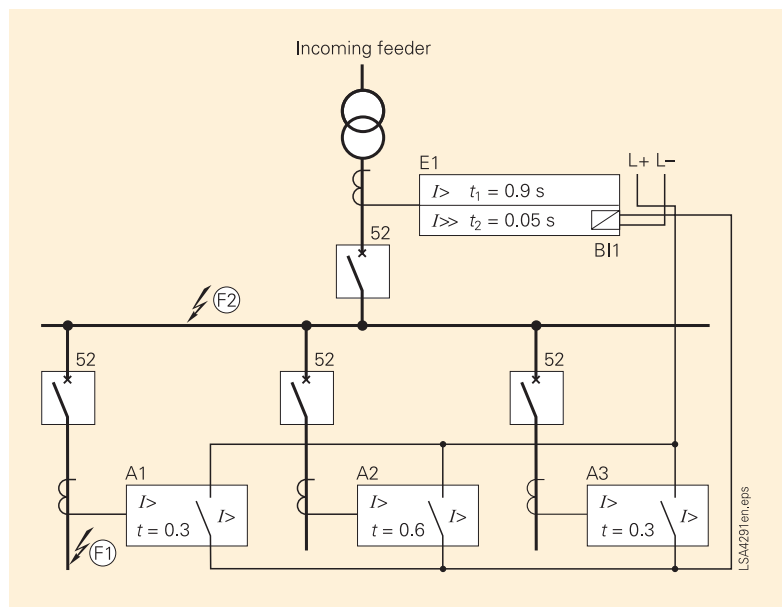 Incoming feeder
E1
L+ L–
I> t₁ = 0.9 s
I>> t₂ = 0.05 s
BI1
52
F2
52
52
52
A1
A2
A3
I>
I>
t = 0.3
I>
I>
t = 0.6
I>
I>
t = 0.3
F1
LSA4291en.eps